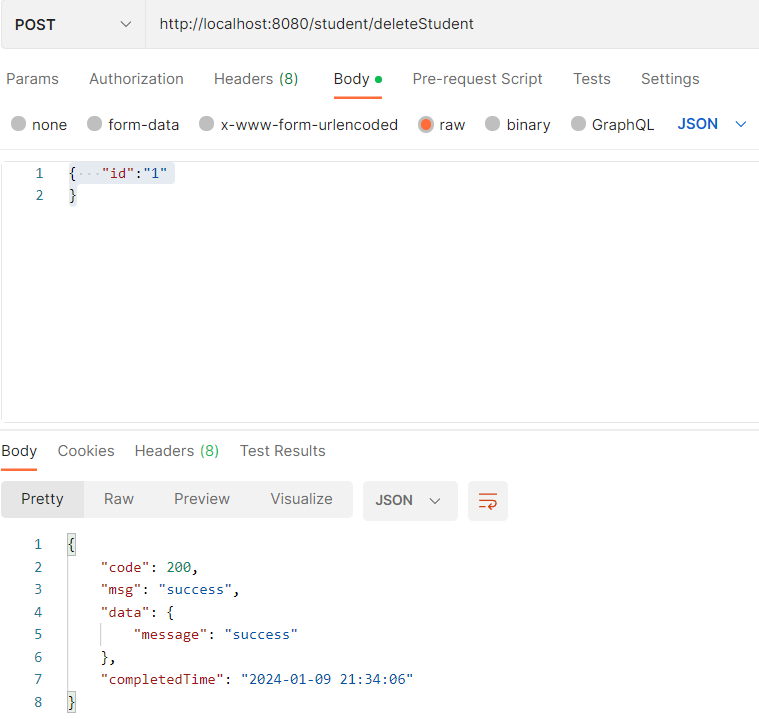 POST http://localhost:8080/student/deleteStudent
Params Authorization Headers (8) Body Pre-request Script Tests Settings
none form-data x-www-form-urlencoded raw binary GraphQL JSON
1 { "id":"1"
2 }
Body Cookies Headers (8) Test Results
Pretty Raw Preview Visualize JSON
1 {
2 "code": 200,
3 "msg": "success",
4 "data": {
5 "message": "success"
6 },
7 "completedTime": "2024-01-09 21:34:06"
8 }